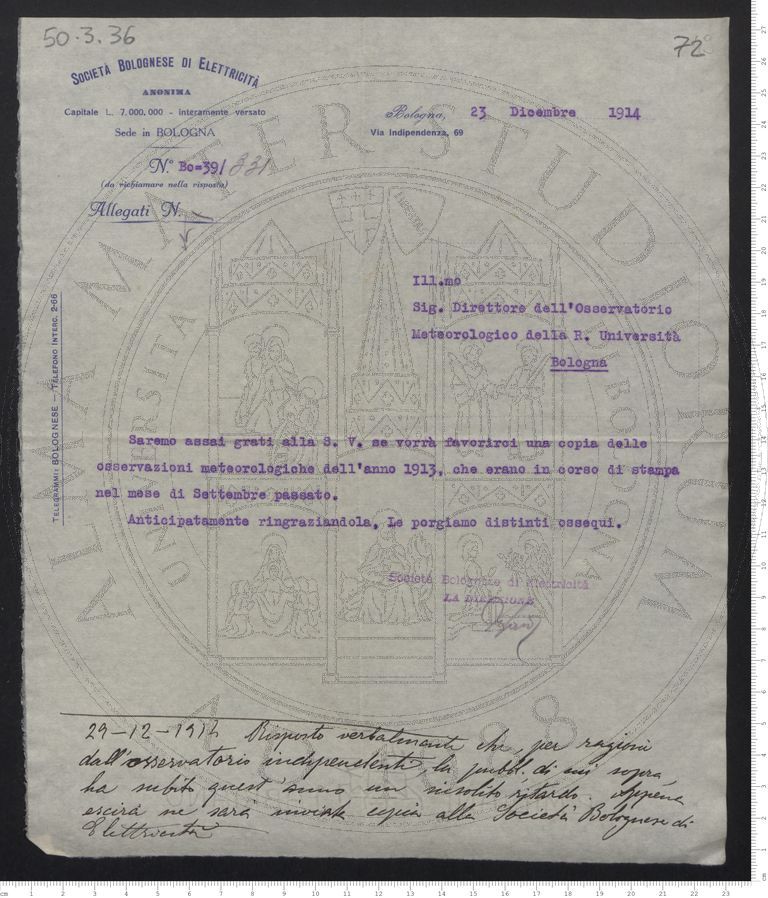 50.3.36
72
SOCIETÀ BOLOGNESE DI ELETTRICITÀ
ANONIMA
Capitale L. 7,000,000 - interamente versato
Sede in BOLOGNA
Bologna, 23 Dicembre 1914
Via Indipendenza, 69
N.° Bo=39/331
(da richiamare nella risposta)
Allegati N.
TELEGRAMMI: BOLOGNESE — TELEFONO INTERC. 2-66
Ill.mo
Sig. Direttore dell'Osservatorio
Meteorologico della R. Università
Bologna
Saremo assai grati alla S. V. se vorrà favorirci una copia delle
osservazioni meteorologiche dell'anno 1913, che erano in corso di stampa
nel mese di Settembre passato.
Anticipatamente ringraziandola, Le porgiamo distinti ossequi.
Società Bolognese di Elettricità
LA DIREZIONE
29-12-1914 Risposto verbalmente che, per ragioni
dall'osservatorio indipendenti, la pubbl. di cui sopra
ha subito quest'anno un insolito ritardo. Appena
escirà ne sarà inviata copia alla Società Bolognese di
Elettricità
ALMA MATER STUDIORUM